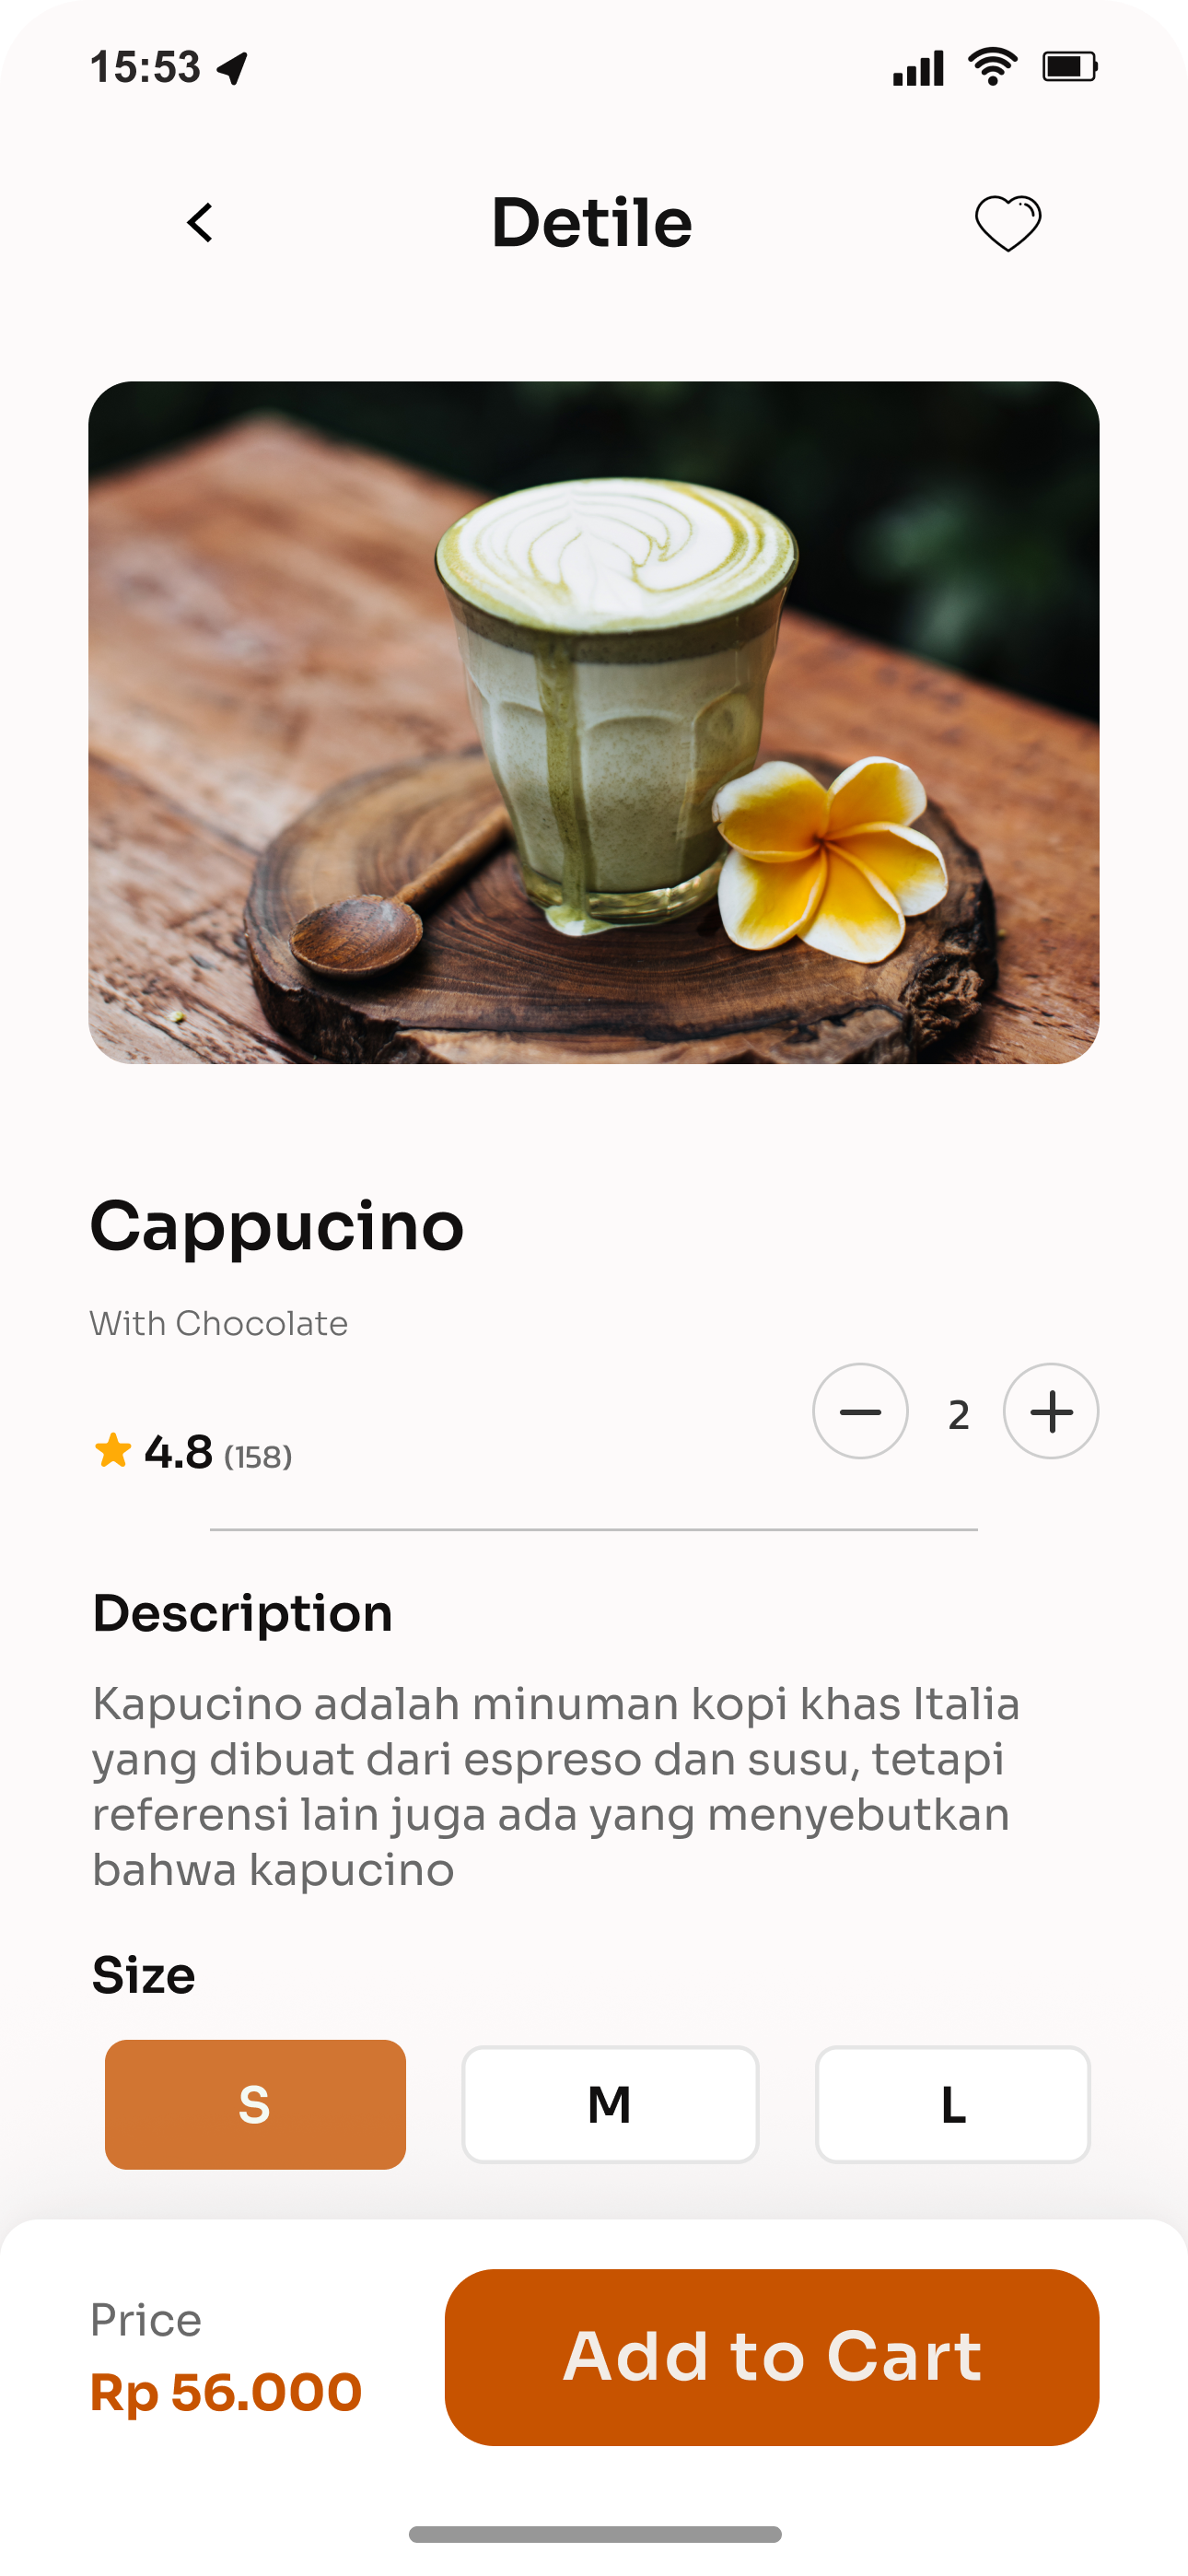 15:53
Detile
Cappucino
With Chocolate
4.8 (158)
2
Description
Kapucino adalah minuman kopi khas Italia
yang dibuat dari espreso dan susu, tetapi
referensi lain juga ada yang menyebutkan
bahwa kapucino
Size
S M L
Price
Rp 56.000
Add to Cart